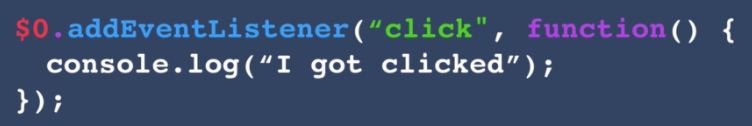 $0.addEventListener(“click", function() {
  console.log(“I got clicked”);
});